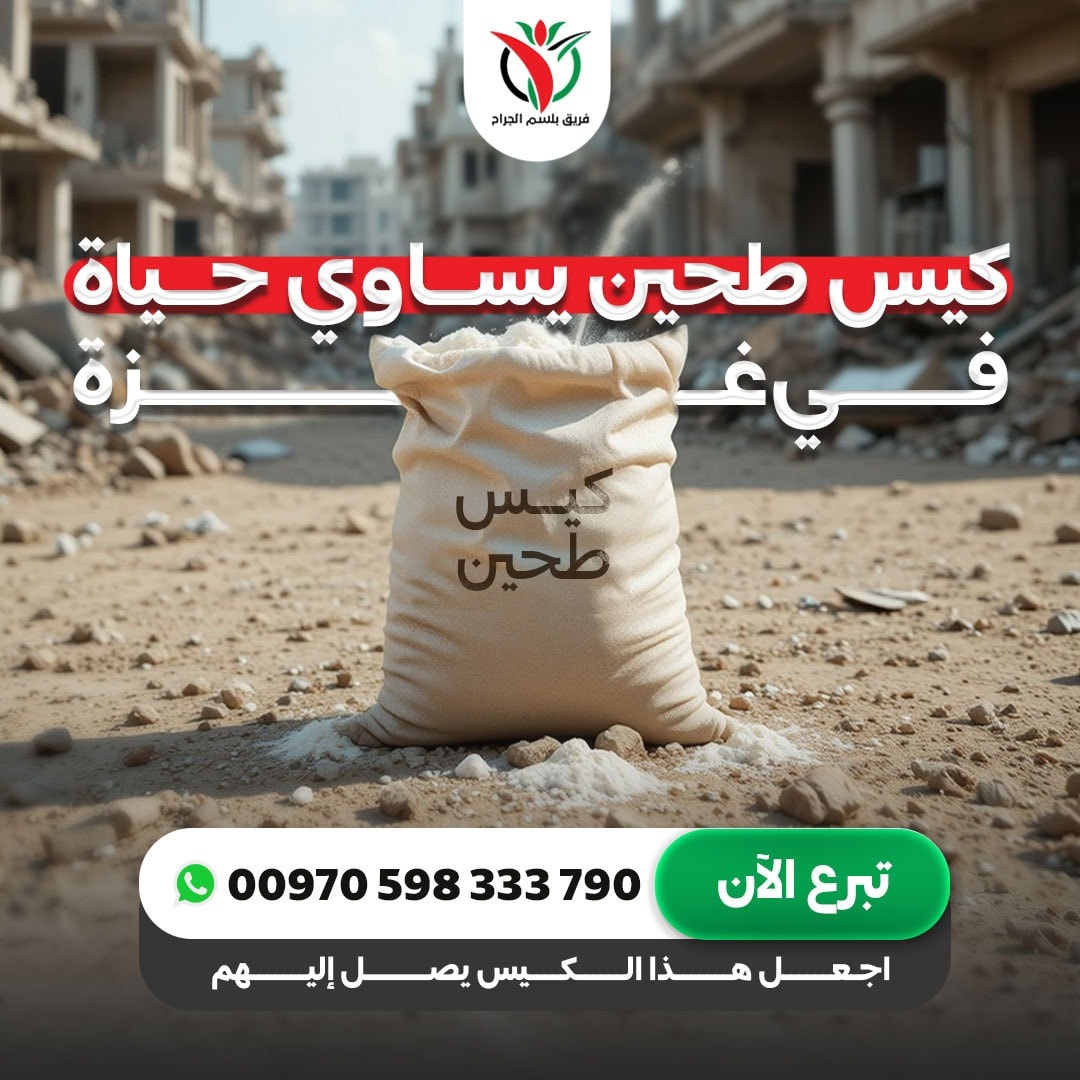 فريق بلسم الجراح
كيس طحين يساوي حياة
في غزة
كيس
طحين
تبرع الآن
00970 598 333 790
اجعل هذا الكيس يصل إليهم